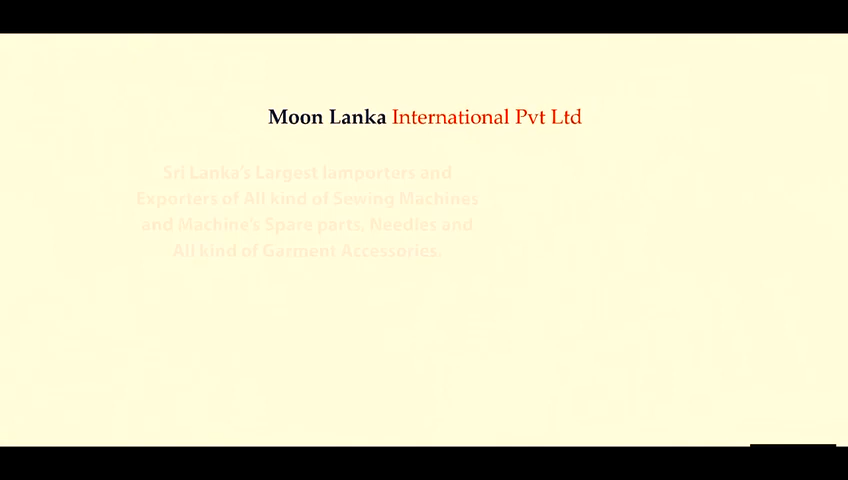 Moon Lanka International Pvt Ltd
Sri Lanka's Largest Iamporters and
Exporters of All kind of Sewing Machines
and Machine's Spare parts, Needles and
All kind of Garment Accessories.